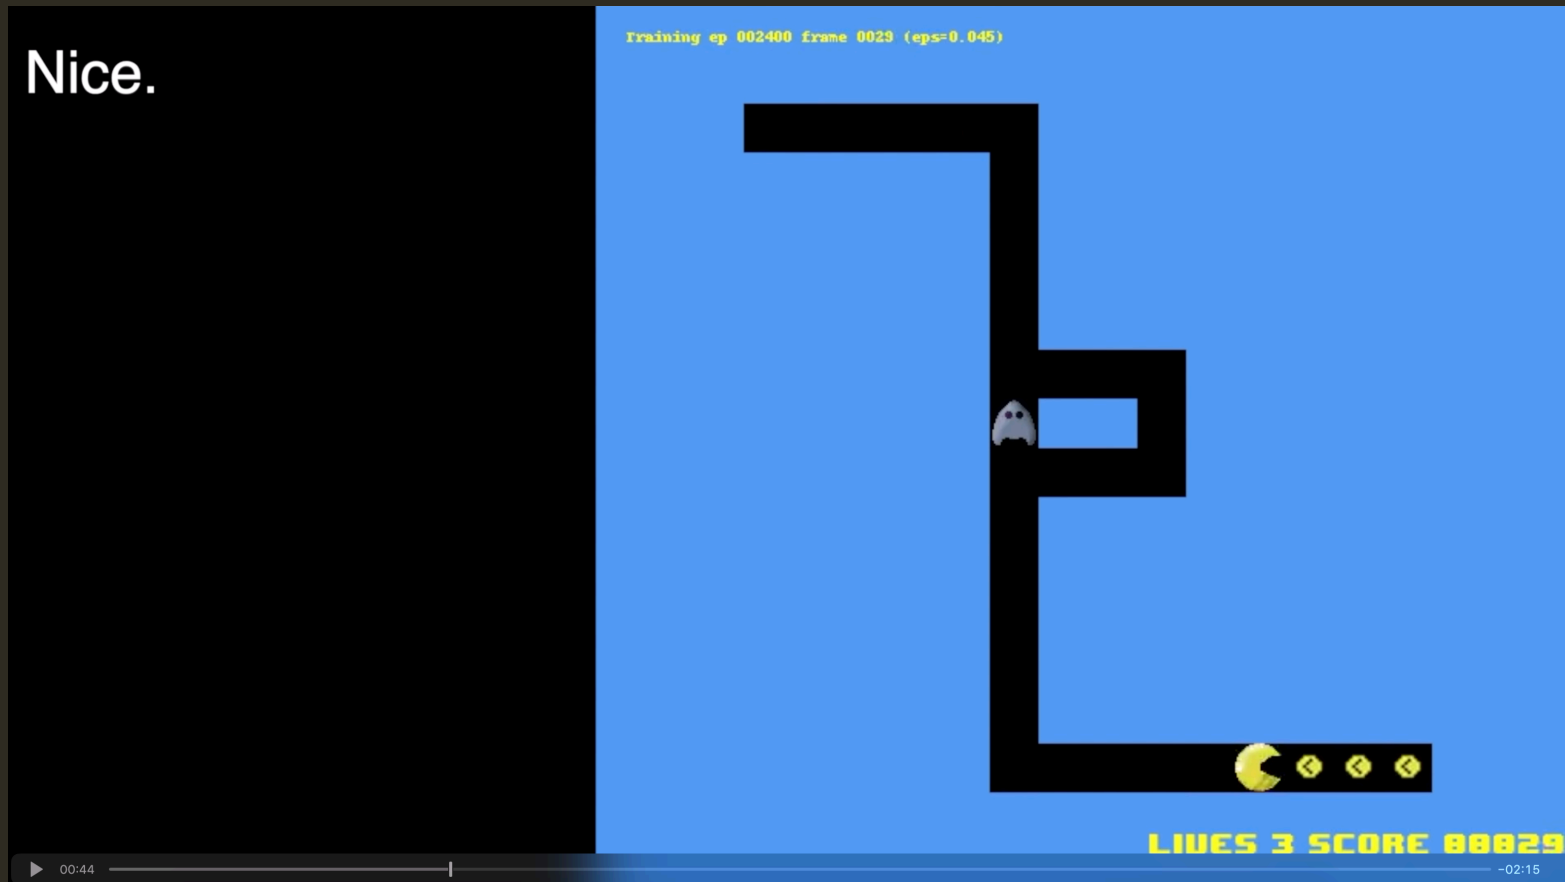 Nice.
Training ep 002400 frame 0029 (eps=0.045)
LIVES 3 SCORE 00029
00:44
-02:15